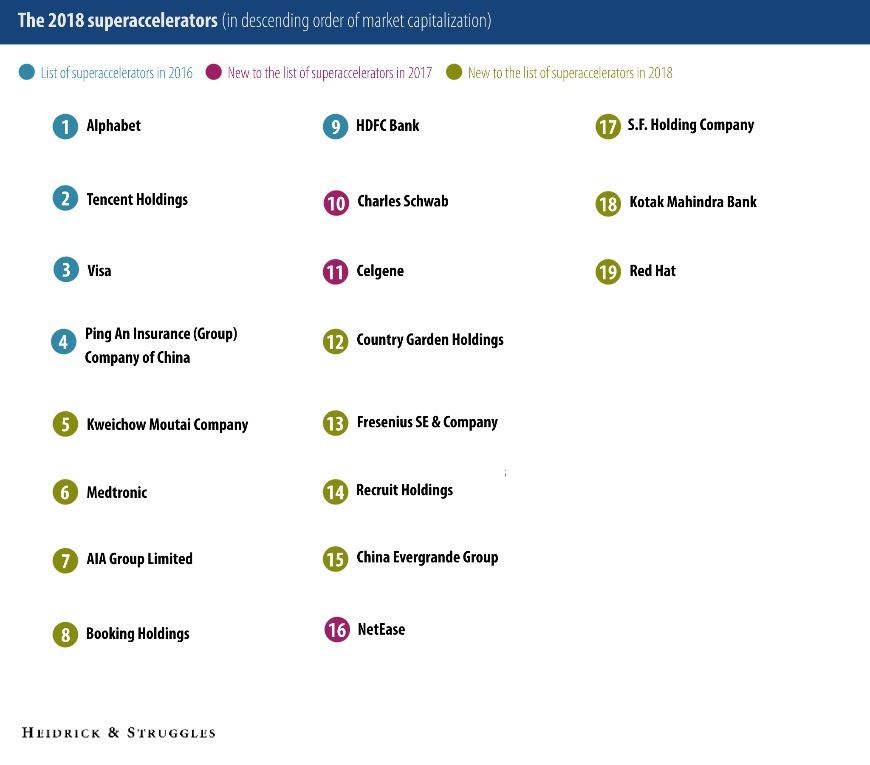 The 2018 superaccelerators (in descending order of market capitalization)
List of superaccelerators in 2016
New to the list of superaccelerators in 2017
New to the list of superaccelerators in 2018
1 Alphabet
2 Tencent Holdings
3 Visa
4 Ping An Insurance (Group)
Company of China
5 Kweichow Moutai Company
6 Medtronic
7 AIA Group Limited
8 Booking Holdings
9 HDFC Bank
10 Charles Schwab
11 Celgene
12 Country Garden Holdings
13 Fresenius SE & Company
14 Recruit Holdings
15 China Evergrande Group
16 NetEase
17 S.F. Holding Company
18 Kotak Mahindra Bank
19 Red Hat
HEIDRICK & STRUGGLES